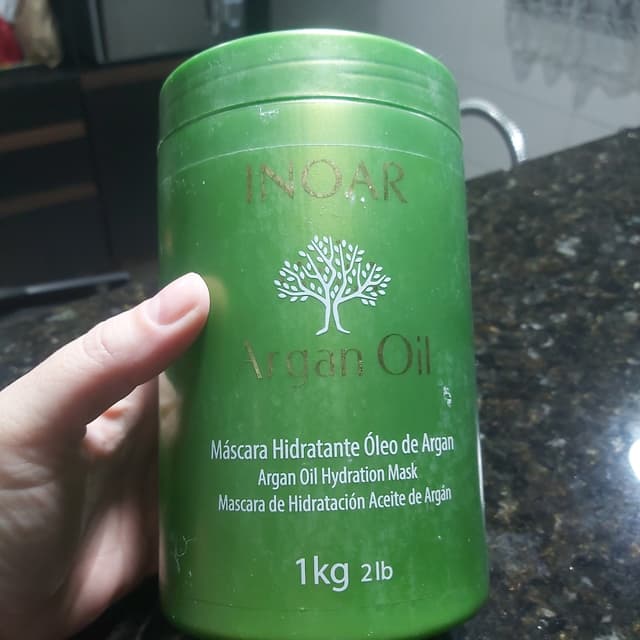 INOAR
Argan Oil
Máscara Hidratante Óleo de Argan
Argan Oil Hydration Mask
Mascara de Hidratación Aceite de Argán
1kg 2lb